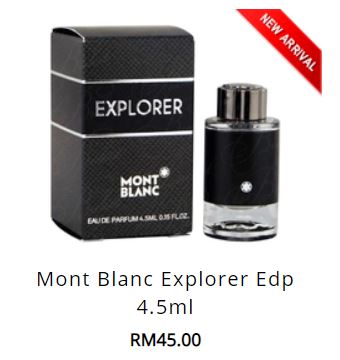 NEW ARRIVAL
EXPLORER
MONT
BLANC
EAU DE PARFUM 4.5ML 0.15 FL.OZ.
Mont Blanc Explorer Edp
4.5ml
RM45.00